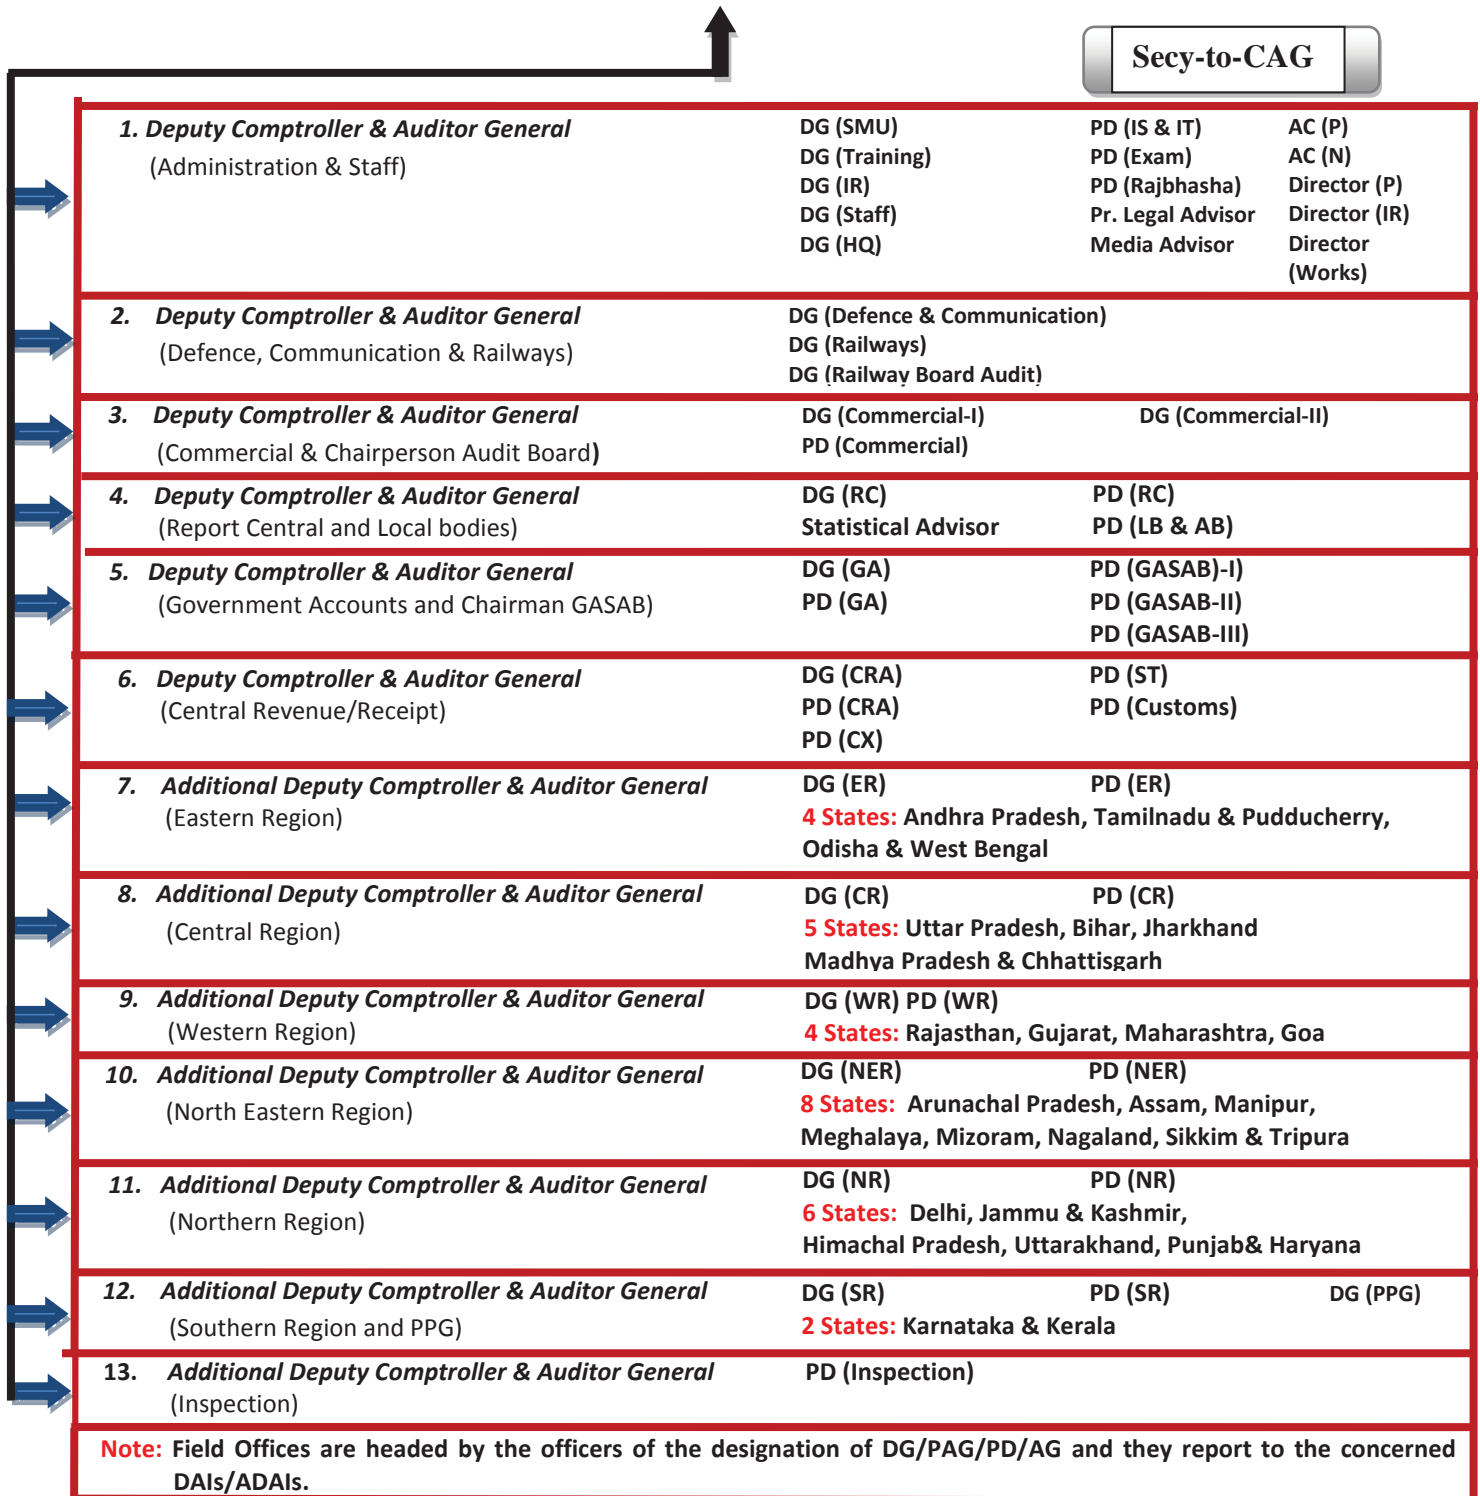 Secy-to-CAG
1. Deputy Comptroller & Auditor General
(Administration & Staff)
DG (SMU)
DG (Training)
DG (IR)
DG (Staff)
DG (HQ)
PD (IS & IT)
PD (Exam)
PD (Rajbhasha)
Pr. Legal Advisor
Media Advisor
AC (P)
AC (N)
Director (P)
Director (IR)
Director
(Works)
2. Deputy Comptroller & Auditor General
(Defence, Communication & Railways)
DG (Defence & Communication)
DG (Railways)
DG (Railway Board Audit)
3. Deputy Comptroller & Auditor General
(Commercial & Chairperson Audit Board)
DG (Commercial-I) DG (Commercial-II)
PD (Commercial)
4. Deputy Comptroller & Auditor General
(Report Central and Local bodies)
DG (RC) PD (RC)
Statistical Advisor PD (LB & AB)
5. Deputy Comptroller & Auditor General
(Government Accounts and Chairman GASAB)
DG (GA) PD (GASAB)-I)
PD (GA) PD (GASAB-II)
PD (GASAB-III)
6. Deputy Comptroller & Auditor General
(Central Revenue/Receipt)
DG (CRA) PD (ST)
PD (CRA) PD (Customs)
PD (CX)
7. Additional Deputy Comptroller & Auditor General
(Eastern Region)
DG (ER) PD (ER)
4 States: Andhra Pradesh, Tamilnadu & Pudducherry,
Odisha & West Bengal
8. Additional Deputy Comptroller & Auditor General
(Central Region)
DG (CR) PD (CR)
5 States: Uttar Pradesh, Bihar, Jharkhand
Madhya Pradesh & Chhattisgarh
9. Additional Deputy Comptroller & Auditor General
(Western Region)
DG (WR) PD (WR)
4 States: Rajasthan, Gujarat, Maharashtra, Goa
10. Additional Deputy Comptroller & Auditor General
(North Eastern Region)
DG (NER) PD (NER)
8 States: Arunachal Pradesh, Assam, Manipur,
Meghalaya, Mizoram, Nagaland, Sikkim & Tripura
11. Additional Deputy Comptroller & Auditor General
(Northern Region)
DG (NR) PD (NR)
6 States: Delhi, Jammu & Kashmir,
Himachal Pradesh, Uttarakhand, Punjab& Haryana
12. Additional Deputy Comptroller & Auditor General
(Southern Region and PPG)
DG (SR) PD (SR) DG (PPG)
2 States: Karnataka & Kerala
13. Additional Deputy Comptroller & Auditor General
(Inspection)
PD (Inspection)
Note: Field Offices are headed by the officers of the designation of DG/PAG/PD/AG and they report to the concerned
DAIs/ADAIs.